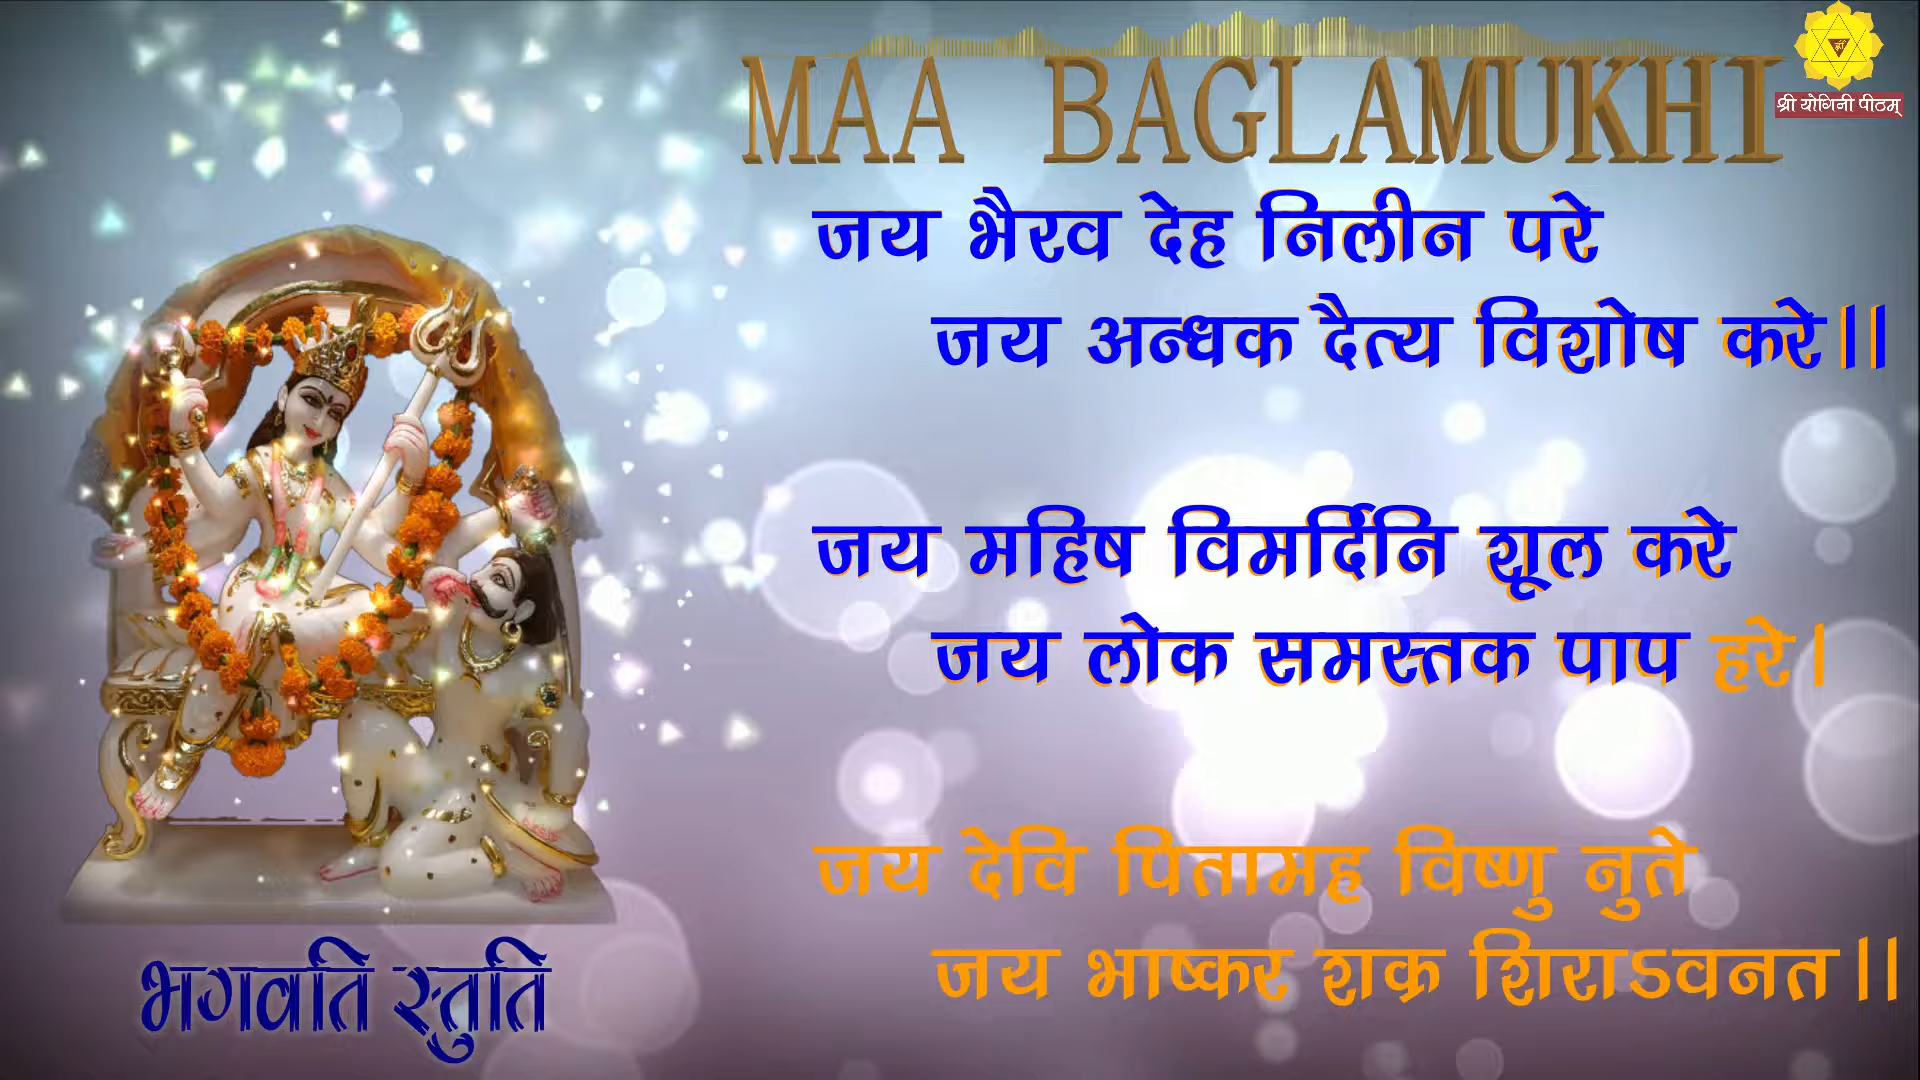 MAA BAGLAMUKHI
श्री योगिनी पीठम्
जय भैरव देह निलीन परे
जय अन्धक दैत्य विशोष करे।।
जय महिष विमर्दिनि शूल करे
जय लोक समस्तक पाप हरे।
जय देवि पितामह विष्णु नुते
जय भाष्कर शक्र शिराऽवनत।।
भगवति स्तुति